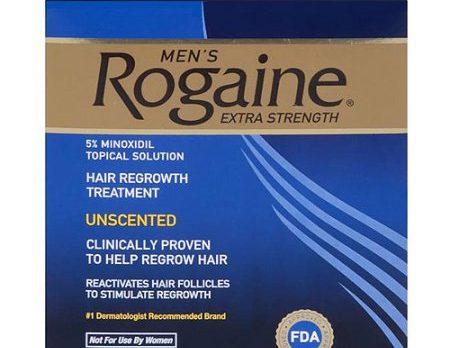 MEN'S
Rogaine®
EXTRA STRENGTH
5% MINOXIDIL
TOPICAL SOLUTION
HAIR REGROWTH
TREATMENT
UNSCENTED
CLINICALLY PROVEN
TO HELP REGROW HAIR
REACTIVATES HAIR FOLLICLES
TO STIMULATE REGROWTH
#1 Dermatologist Recommended Brand
Not For Use By Women
FDA